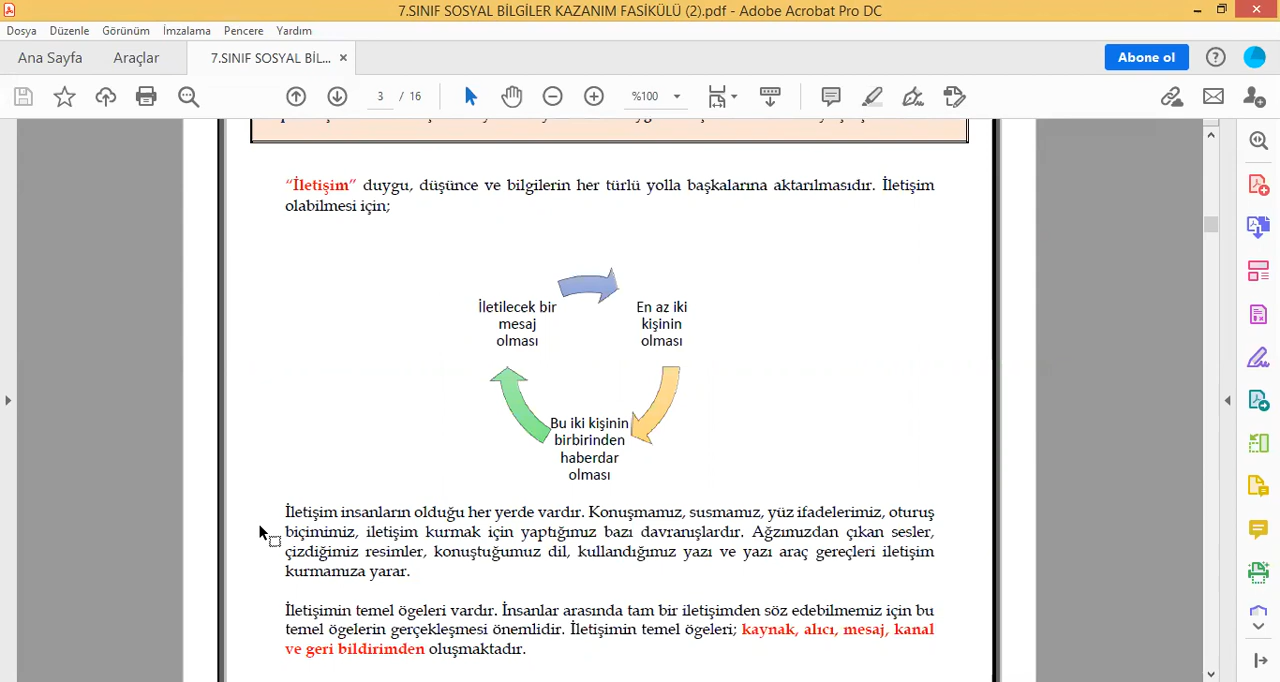 7.SINIF SOSYAL BİLGİLER KAZANIM FASİKÜLÜ (2).pdf - Adobe Acrobat Pro DC
Dosya Düzenle Görünüm İmzalama Pencere Yardım
Ana Sayfa Araçlar 7.SINIF SOSYAL BİL... × Abone ol
3 / 16 %100
“İletişim” duygu, düşünce ve bilgilerin her türlü yolla başkalarına aktarılmasıdır. İletişim
olabilmesi için;
İletilecek bir
mesaj
olması
En az iki
kişinin
olması
Bu iki kişinin
birbirinden
haberdar
olması
İletişim insanların olduğu her yerde vardır. Konuşmamız, susmamız, yüz ifadelerimiz, oturuş
biçimimiz, iletişim kurmak için yaptığımız bazı davranışlardır. Ağzımızdan çıkan sesler,
çizdiğimiz resimler, konuştuğumuz dil, kullandığımız yazı ve yazı araç gereçleri iletişim
kurmamıza yarar.
İletişimin temel ögeleri vardır. İnsanlar arasında tam bir iletişimden söz edebilmemiz için bu
temel ögelerin gerçekleşmesi önemlidir. İletişimin temel ögeleri; kaynak, alıcı, mesaj, kanal
ve geri bildirimden oluşmaktadır.